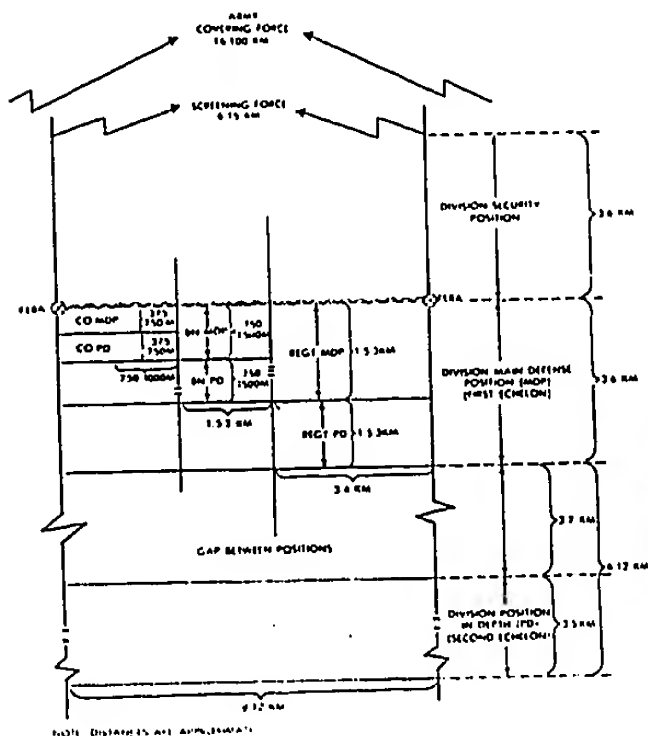 ARMY
COVERING FORCE
16-100 KM
SCREENING FORCE
6-15 KM
DIVISION SECURITY
POSITION
3-6 KM
FEBA
FEBA
CO MDP
375
750M
BN MDP
750
1500M
CO PD
375
750M
REGT MDP
1.5-3KM
750-1000M
BN PD
750
1500M
DIVISION MAIN DEFENSE
POSITION (MDP)
(FIRST ECHELON)
3-6 KM
1.5-3 KM
REGT PD
1.5-3KM
3-6 KM
GAP BETWEEN POSITIONS
3-7 KM
6-12 KM
DIVISION POSITION
IN DEPTH (PD)
(SECOND ECHELON)
3-5 KM
12 KM
NOTE: DISTANCES ARE APPROXIMATE